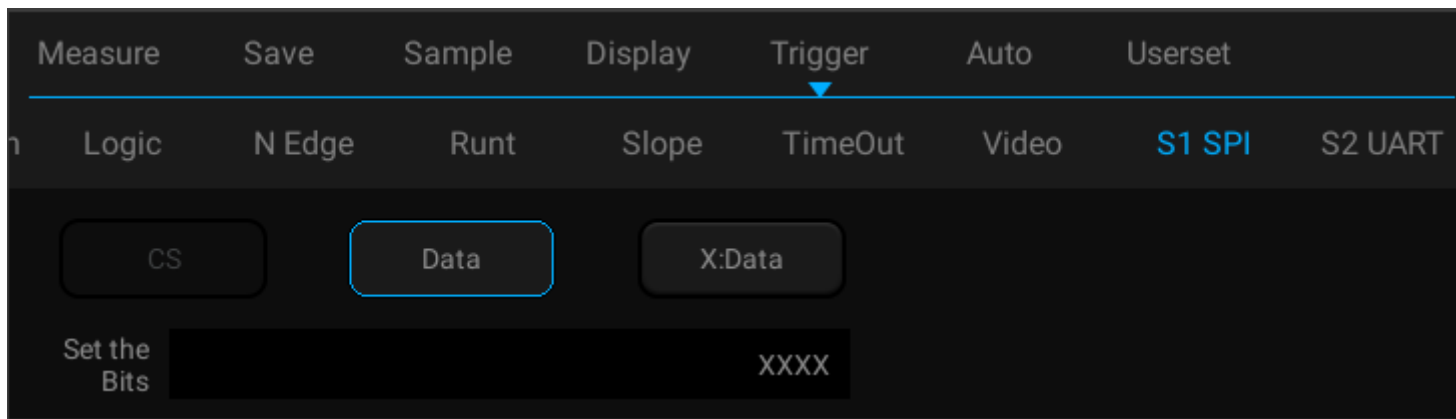 Measure Save Sample Display Trigger Auto Userset
Logic N Edge Runt Slope TimeOut Video S1 SPI S2 UART
CS Data X:Data
Set the
Bits
XXXX